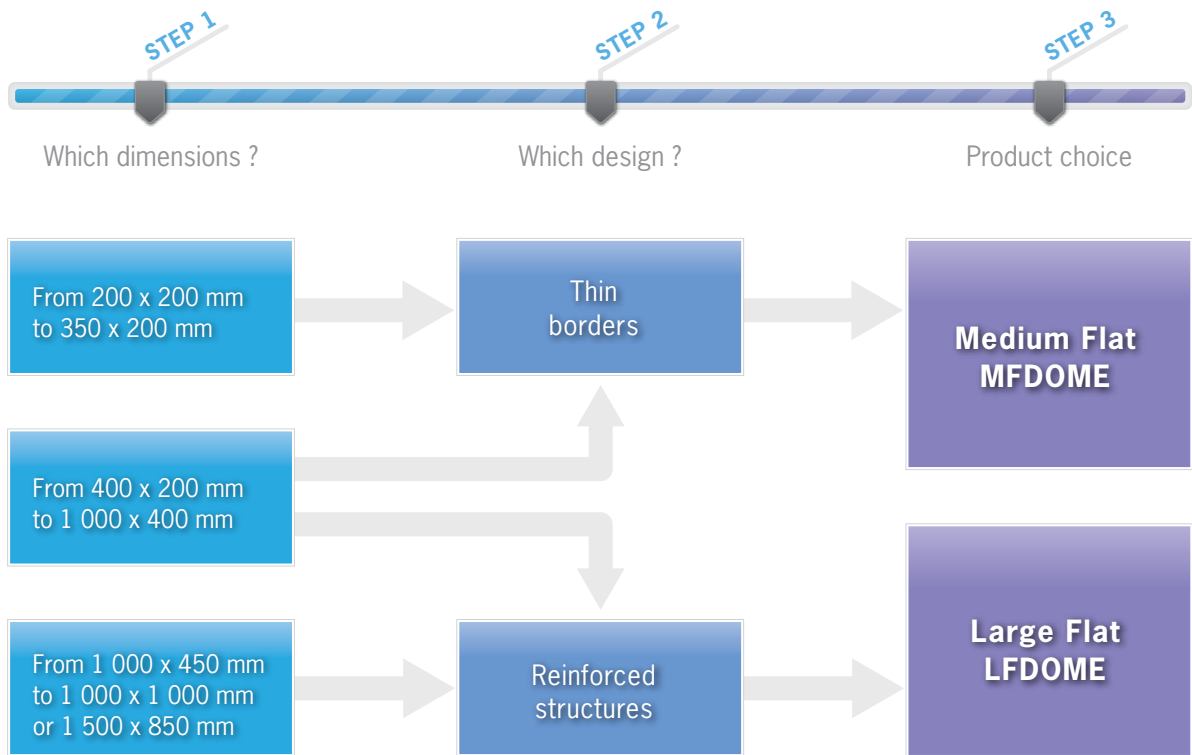 STEP 1
STEP 2
STEP 3
Which dimensions ?
Which design ?
Product choice
From 200 x 200 mm
to 350 x 200 mm
Thin
borders
Medium Flat
MFDOME
From 400 x 200 mm
to 1 000 x 400 mm
From 1 000 x 450 mm
to 1 000 x 1 000 mm
or 1 500 x 850 mm
Reinforced
structures
Large Flat
LFDOME